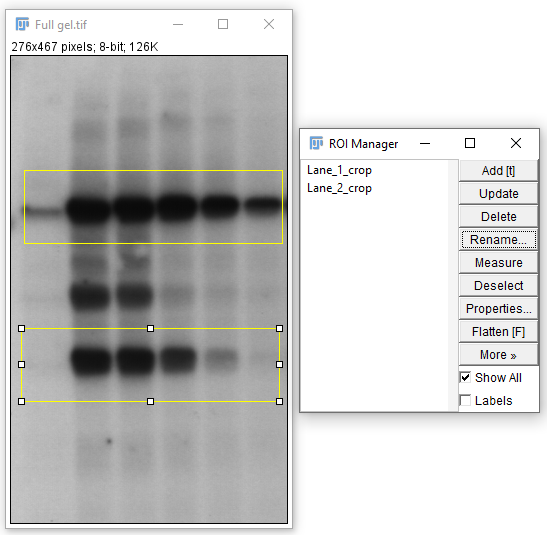 Full gel.tif
276x467 pixels; 8-bit; 126K
ROI Manager
Lane_1_crop
Lane_2_crop
Add [t]
Update
Delete
Rename...
Measure
Deselect
Properties...
Flatten [F]
More »
Show All
Labels